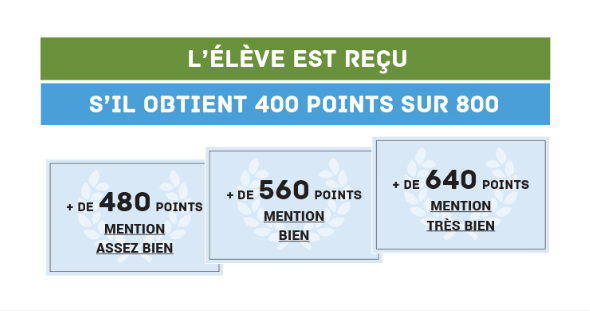 L'ÉLÈVE EST REÇU
S'IL OBTIENT 400 POINTS SUR 800
+ DE 480 POINTS
MENTION
ASSEZ BIEN
+ DE 560 POINTS
MENTION
BIEN
+ DE 640 POINTS
MENTION
TRÈS BIEN